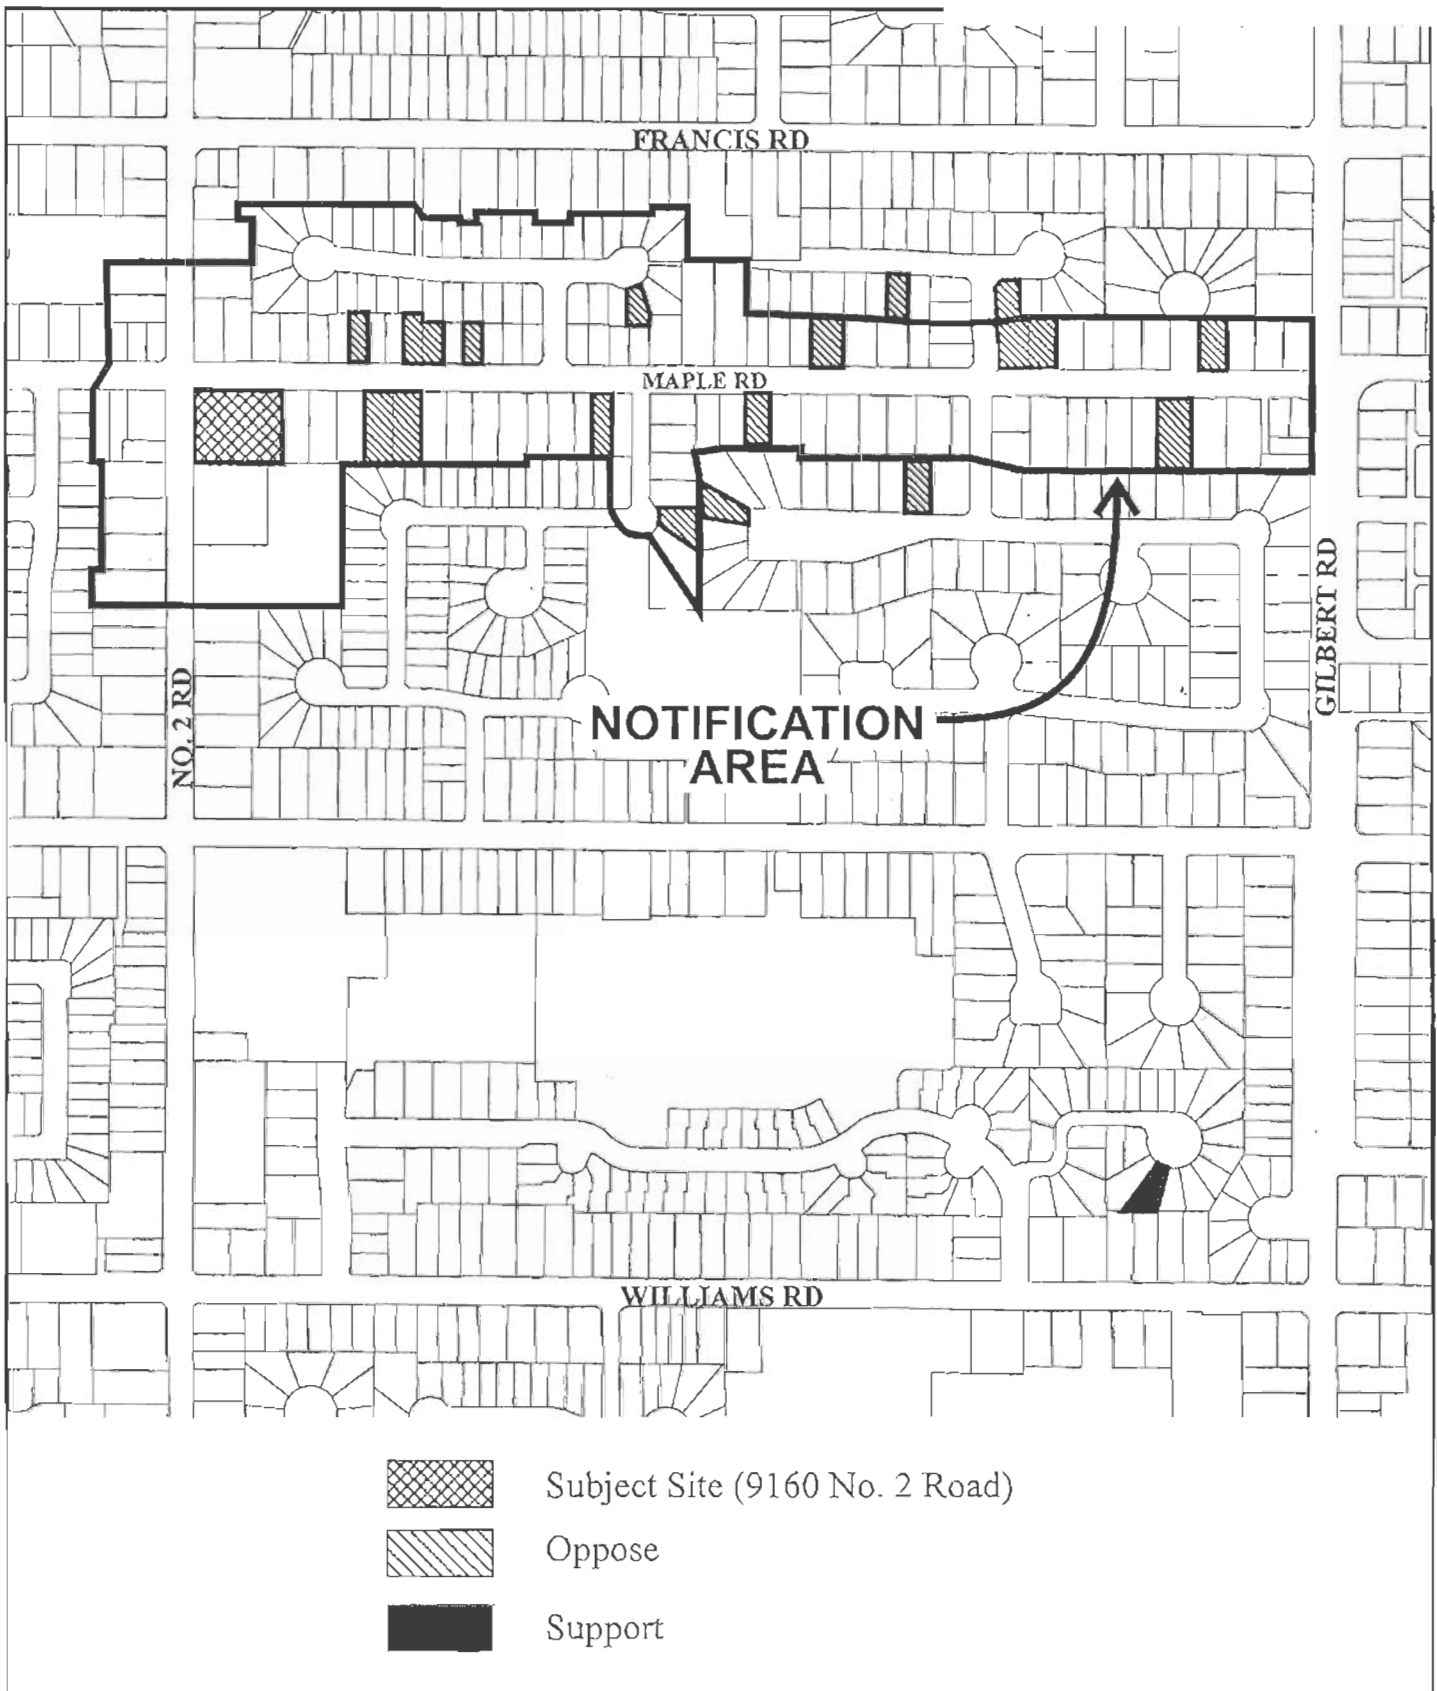 FRANCIS RD
MAPLE RD
GILBERT RD
NO. 2 RD
NOTIFICATION
AREA
WILLIAMS RD
Subject Site (9160 No. 2 Road)
Oppose
Support